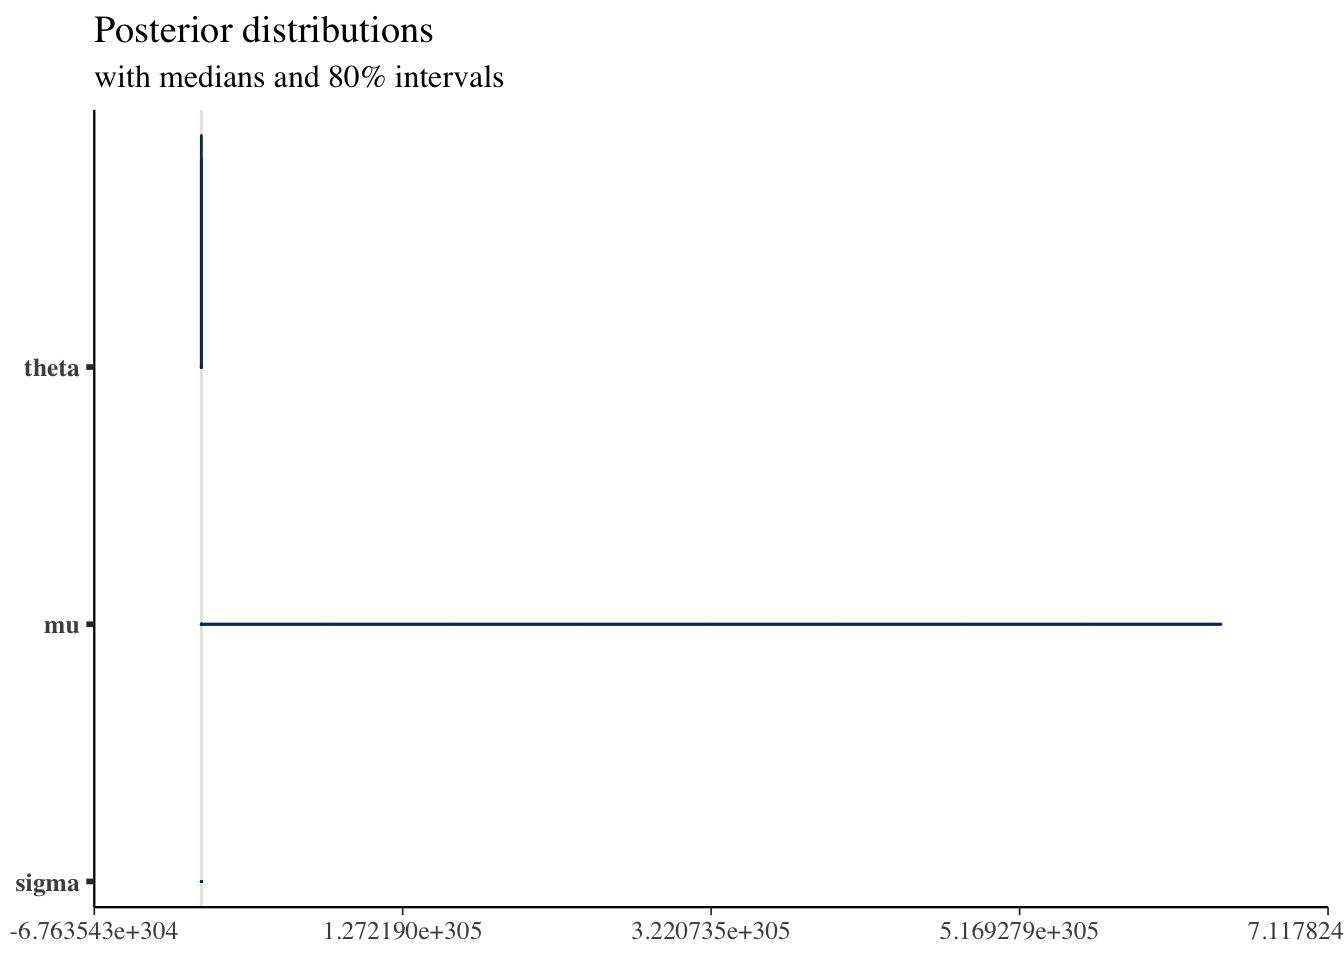 Posterior distributions
with medians and 80% intervals
theta
mu
sigma
-6.763543e+304 1.272190e+305 3.220735e+305 5.169279e+305 7.117824